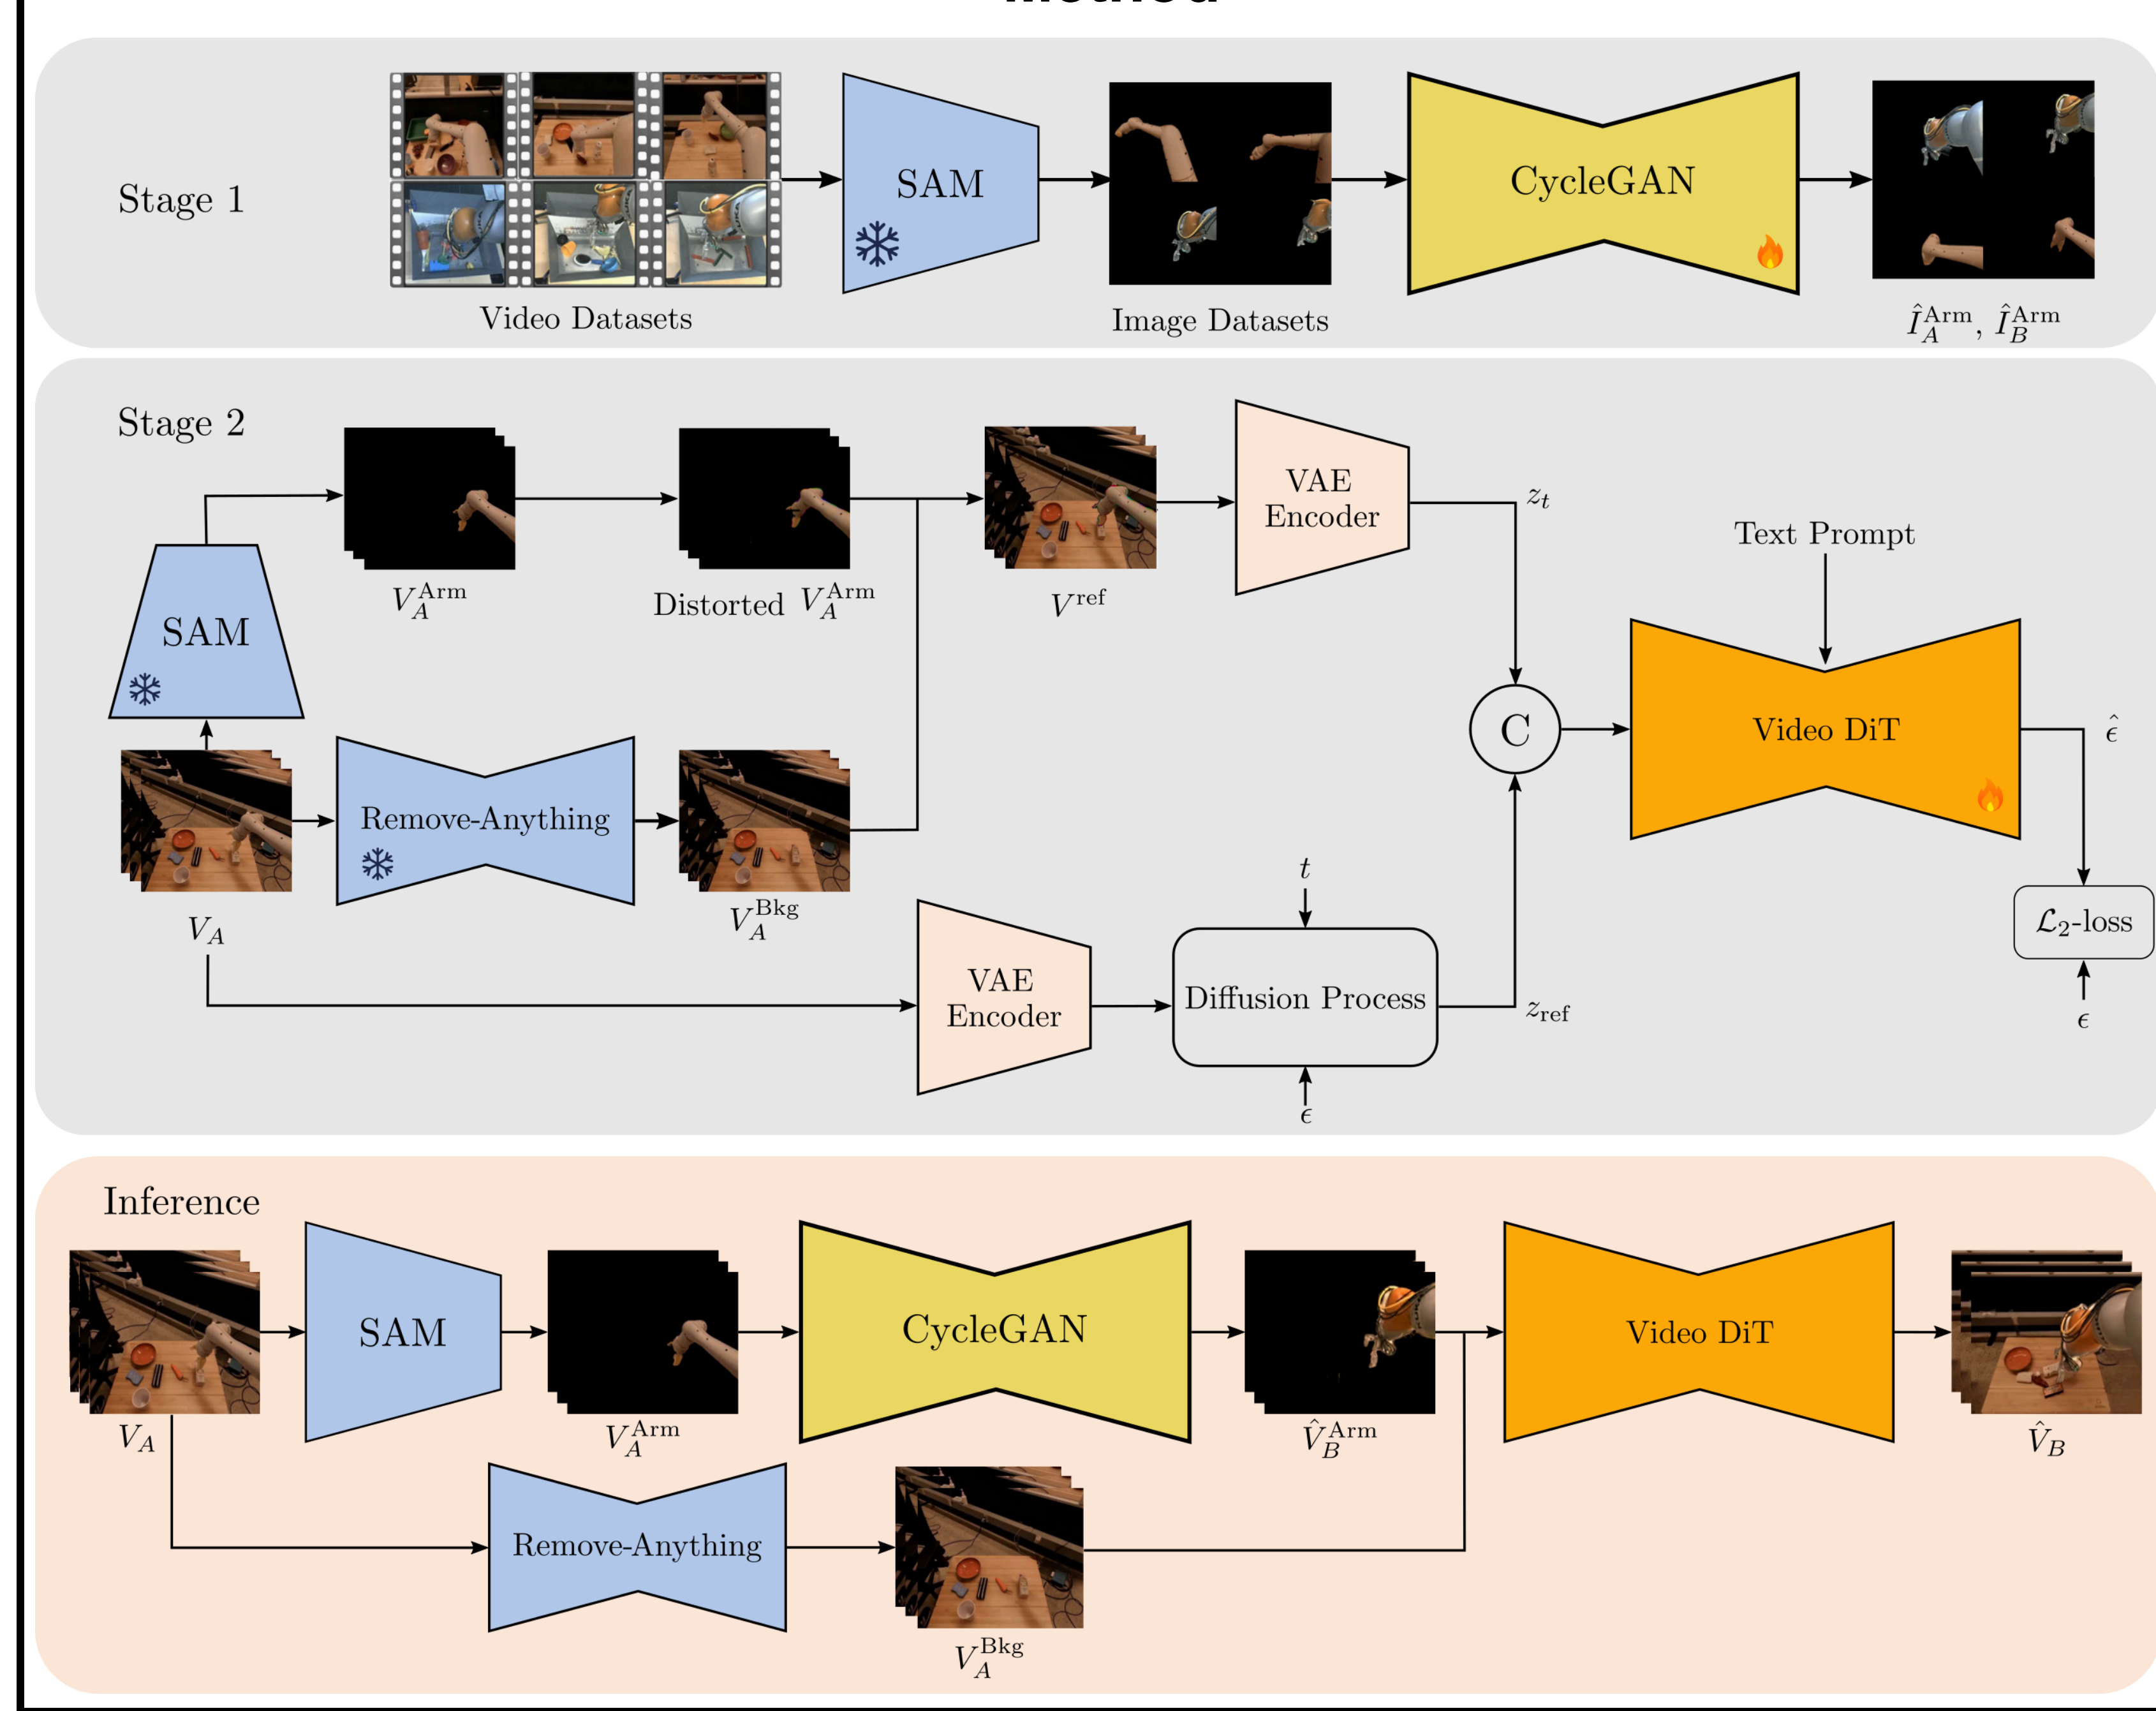 Method
Stage 1
SAM
CycleGAN
Video Datasets
Image Datasets
Î_A^Arm, Î_B^Arm
Stage 2
V_A^Arm
Distorted V_A^Arm
V^ref
VAE
Encoder
z_t
Text Prompt
SAM
C
Video DiT
ϵ̂
Remove-Anything
V_A
V_A^Bkg
t
ℒ₂-loss
VAE
Encoder
Diffusion Process
z_ref
ϵ
ϵ
Inference
SAM
CycleGAN
Video DiT
V_A
V_A^Arm
V̂_B^Arm
V̂_B
Remove-Anything
V_A^Bkg